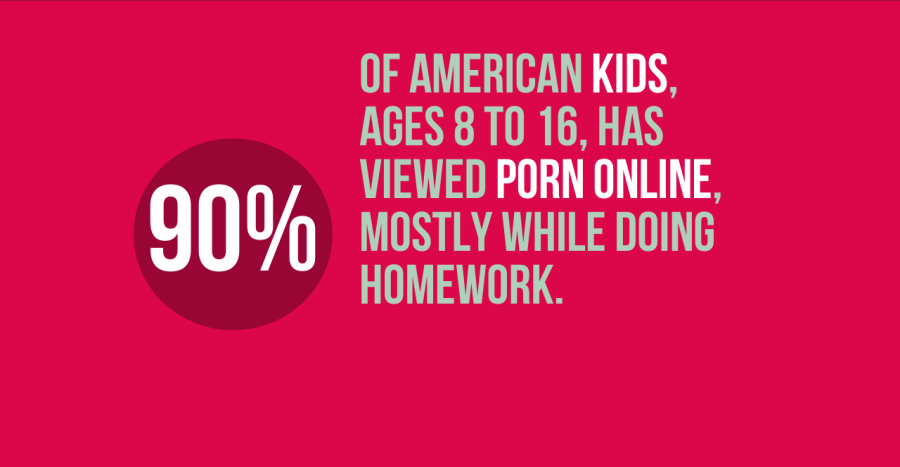 90%
OF AMERICAN KIDS,
AGES 8 TO 16, HAS
VIEWED PORN ONLINE,
MOSTLY WHILE DOING
HOMEWORK.